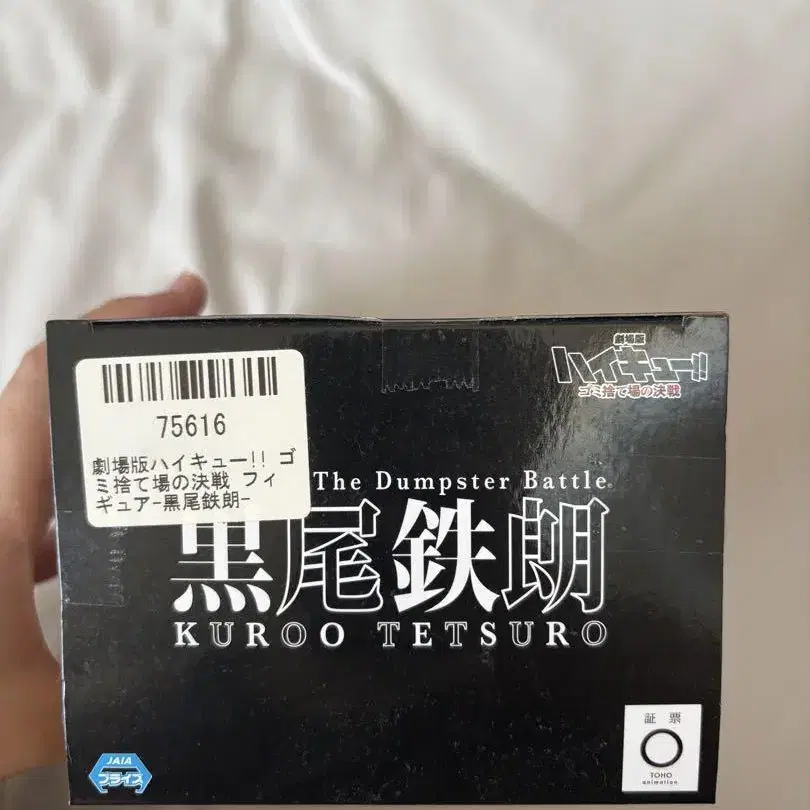 75616
劇場版ハイキュー!! ゴ
ミ捨て場の決戦 フィ
ギュア-黒尾鉄朗-
劇場版
ハイキュー!!
ゴミ捨て場の決戦
The Dumpster Battle
黒尾鉄朗
KUROO TETSURO
JAIA
プライズ
証票
TOHO
animation